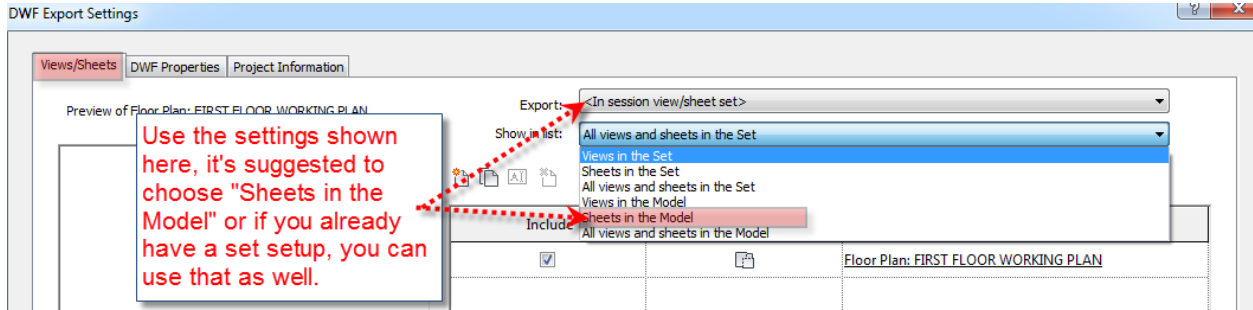 DWF Export Settings
Views/Sheets DWF Properties Project Information
Preview of Floor Plan: FIRST FLOOR WORKING PLAN
Export: <In session view/sheet set>
Show in list: All views and sheets in the Set
Views in the Set
Sheets in the Set
All views and sheets in the Set
Views in the Model
Sheets in the Model
All views and sheets in the Model
Use the settings shown
here, it's suggested to
choose "Sheets in the
Model" or if you already
have a set setup, you can
use that as well.
Include
Floor Plan: FIRST FLOOR WORKING PLAN